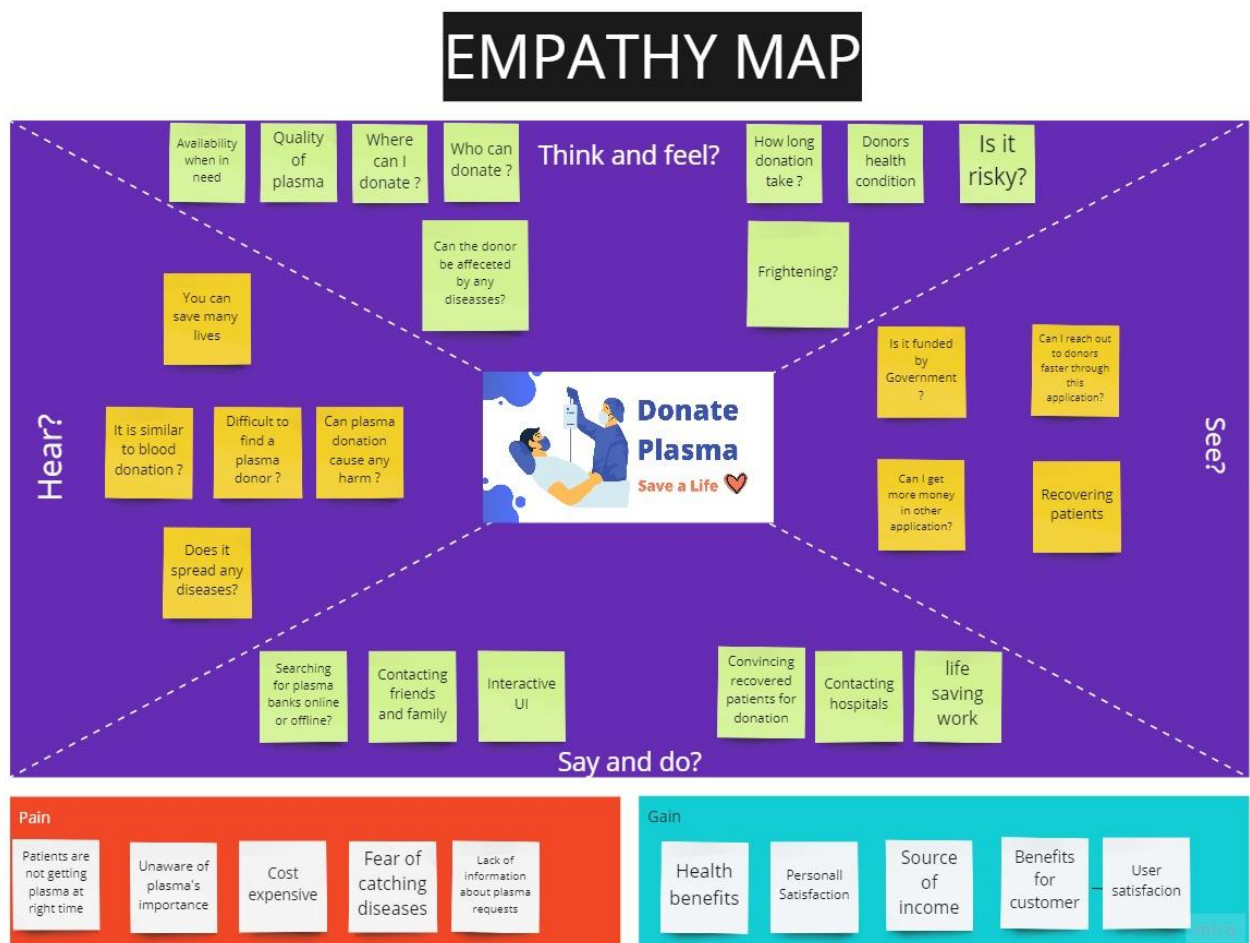 EMPATHY MAP
Availability
when in
need
Quality
of
plasma
Where
can I
donate ?
Who can
donate ?
Think and feel?
How long
donation
take ?
Donors
health
condition
Is it
risky?
Can the donor
be affeceted
by any
diseasses?
Frightening?
Hear?
You can
save many
lives
It is similar
to blood
donation ?
Difficult to
find a
plasma
donor ?
Can plasma
donation
cause any
harm ?
Does it
spread any
diseases?
Donate
Plasma
Save a Life
Is it funded
by
Government
?
Can I reach out
to donors
faster through
this
application?
See?
Can I get
more money
in other
application?
Recovering
patients
Searching
for plasma
banks online
or offline?
Contacting
friends
and family
Interactive
UI
Convincing
recovered
patients for
donation
Contacting
hospitals
life
saving
work
Say and do?
Pain
Patients are
not getting
plasma at
right time
Unaware of
plasma's
importance
Cost
expensive
Fear of
catching
diseases
Lack of
information
about plasma
requests
Gain
Health
benefits
Personall
Satisfaction
Source
of
income
Benefits
for
customer
User
satisfacion
miro